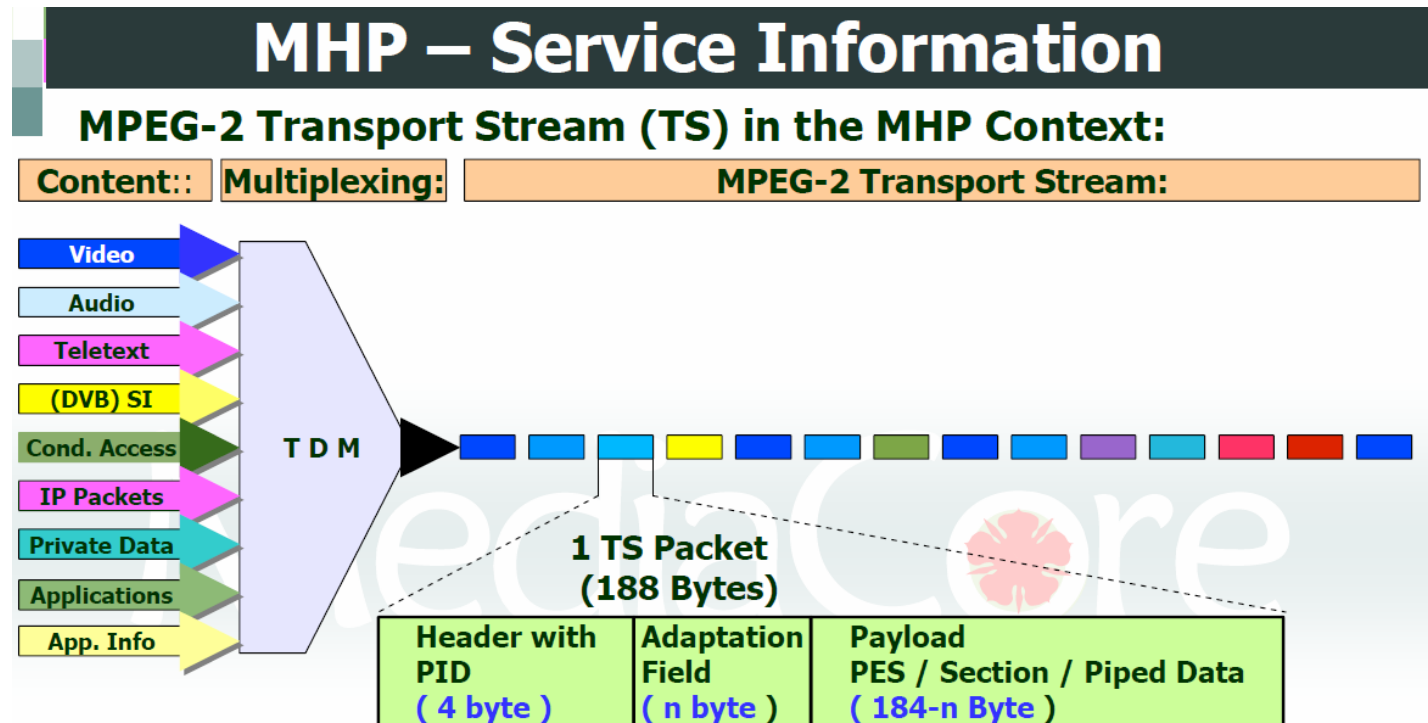 MHP – Service Information
MPEG-2 Transport Stream (TS) in the MHP Context:
Content::
Multiplexing:
MPEG-2 Transport Stream:
Video
Audio
Teletext
(DVB) SI
Cond. Access
IP Packets
Private Data
Applications
App. Info
T D M
MediaCore
1 TS Packet
(188 Bytes)
Header with
PID
( 4 byte )
Adaptation
Field
( n byte )
Payload
PES / Section / Piped Data
( 184-n Byte )